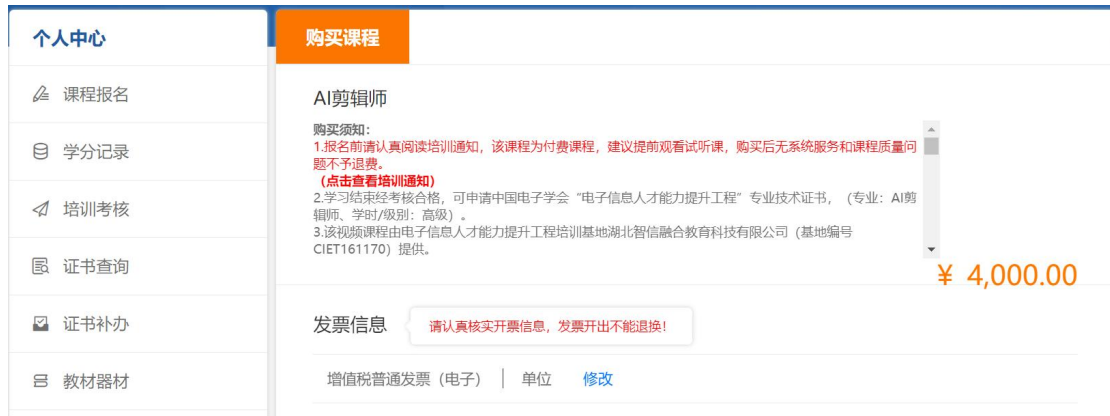 个人中心
购买课程
课程报名
AI剪辑师
购买须知：
1.报名前请认真阅读培训通知，该课程为付费课程，建议提前观看试听课，购买后无系统服务和课程质量问
题不予退费。
（点击查看培训通知）
2.学习结束经考核合格，可申请中国电子学会“电子信息人才能力提升工程”专业技术证书，（专业：AI剪
辑师、学时/级别：高级）。
3.该视频课程由电子信息人才能力提升工程培训基地湖北智信融合教育科技有限公司（基地编号
CIET161170）提供。
学分记录
培训考核
证书查询
¥ 4,000.00
证书补办
发票信息
请认真核实开票信息，发票开出不能退换！
教材器材
增值税普通发票（电子） | 单位 修改